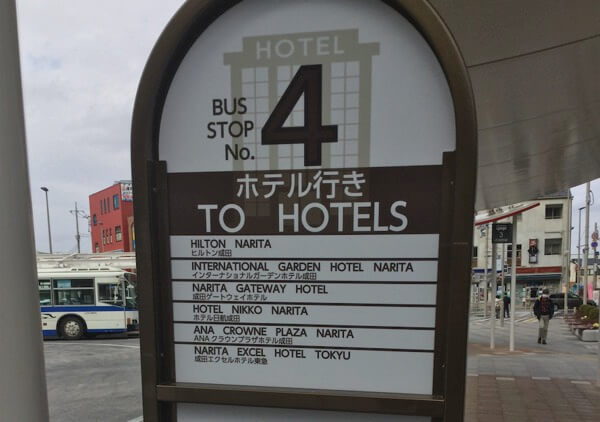 HOTEL
BUS
STOP
No.
4
ホテル行き
TO HOTELS
HILTON NARITA
ヒルトン成田
INTERNATIONAL GARDEN HOTEL NARITA
インターナショナルガーデンホテル成田
NARITA GATEWAY HOTEL
成田ゲートウェイホテル
HOTEL NIKKO NARITA
ホテル日航成田
ANA CROWNE PLAZA NARITA
ANAクラウンプラザホテル成田
NARITA EXCEL HOTEL TOKYU
成田エクセルホテル東急